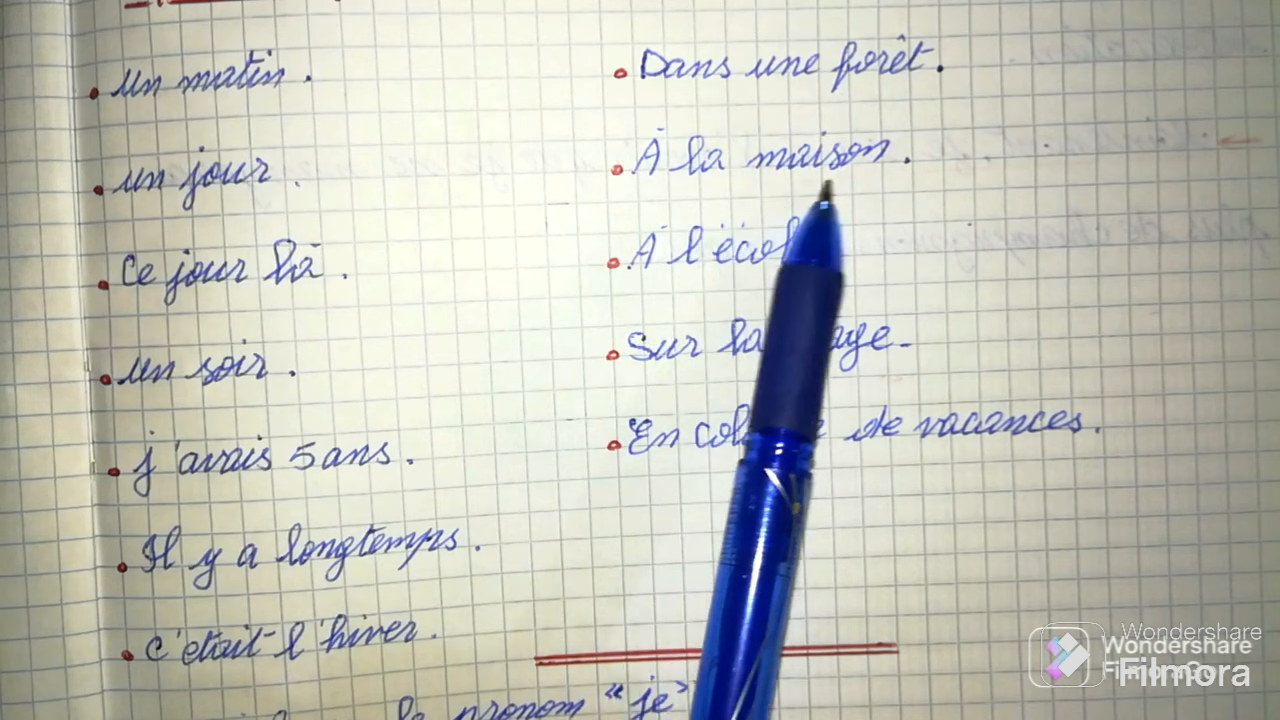 un matin.
un jour.
Ce jour là.
un soir.
j'avais 5 ans.
Il y a longtemps.
c'était l'hiver.
Dans une forêt.
À la maison.
À
Sur
En de vacances.
le pronom "je"
Wondershare
Wondershare
Filmora